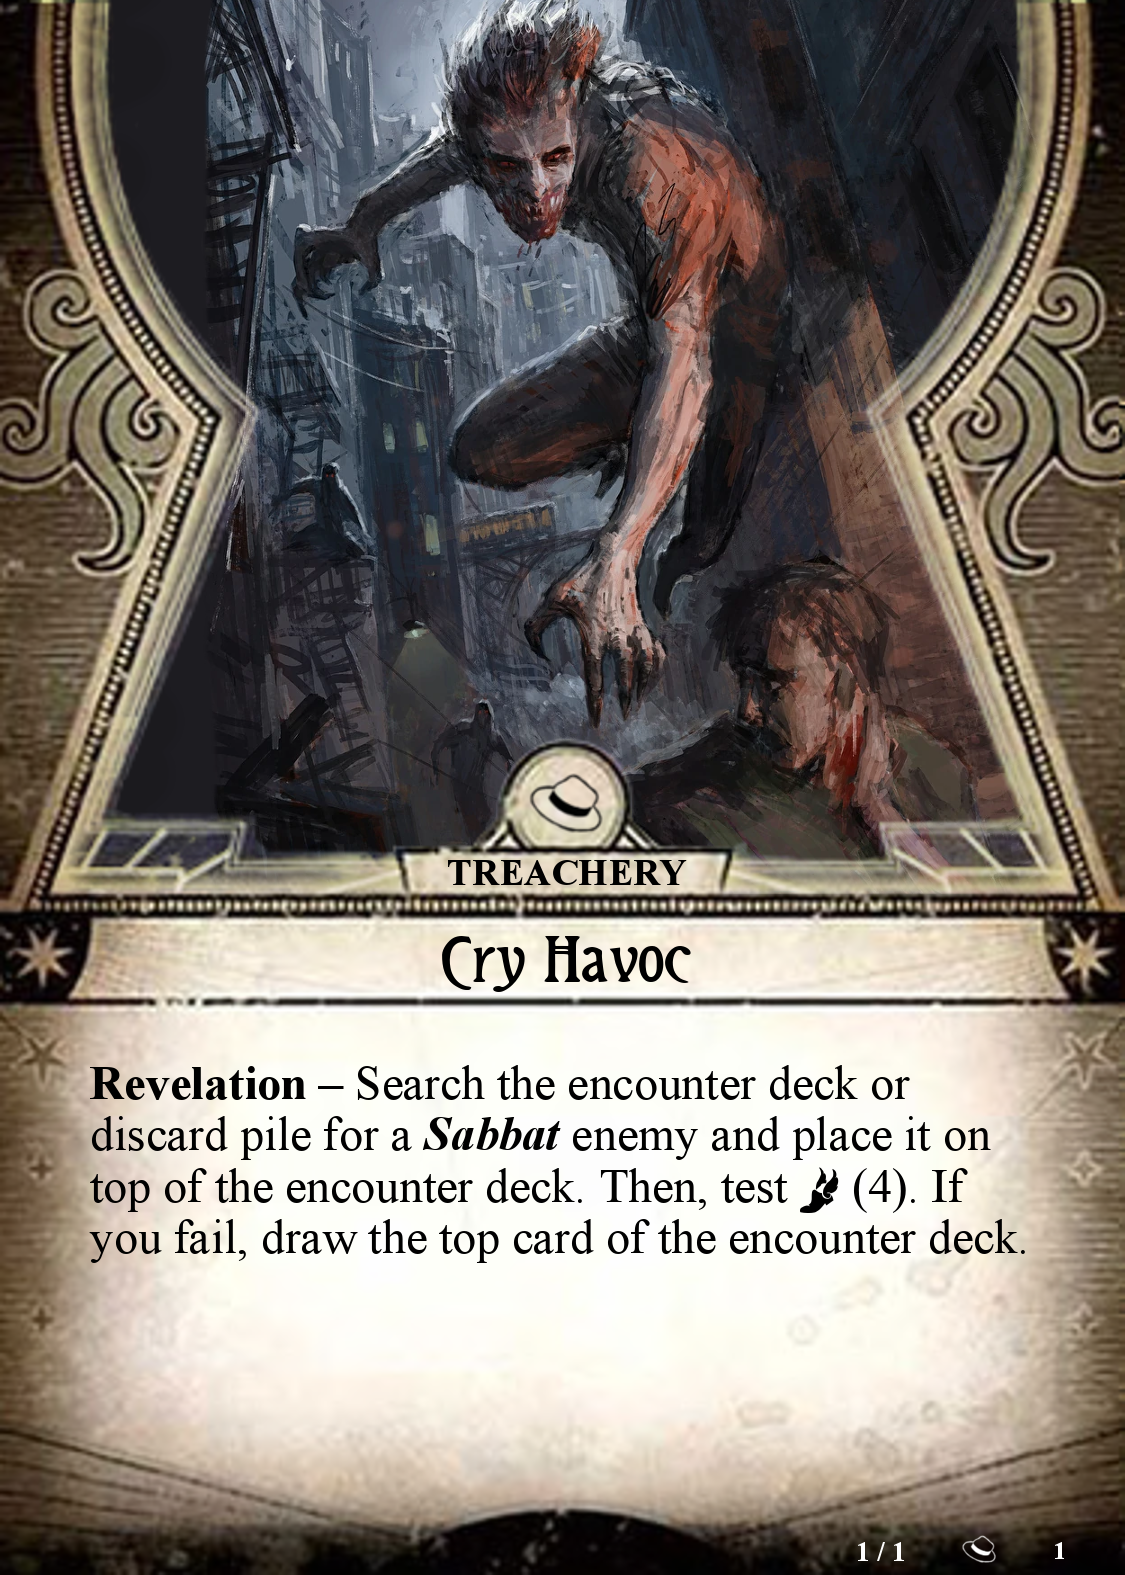 TREACHERY
Cry Havoc
Revelation – Search the encounter deck or
discard pile for a Sabbat enemy and place it on
top of the encounter deck. Then, test (4). If
you fail, draw the top card of the encounter deck.
1 / 1 1